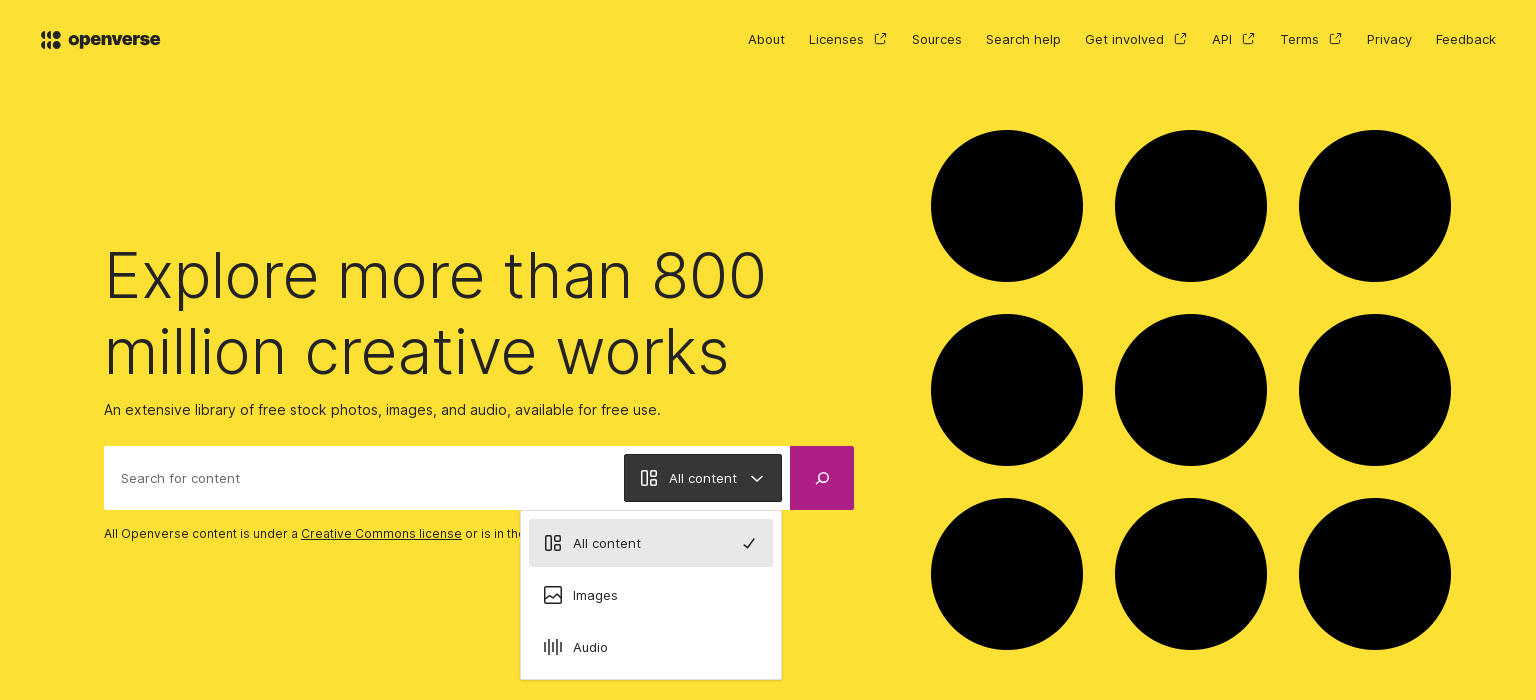 openverse
About Licenses Sources Search help Get involved API Terms Privacy Feedback
Explore more than 800
million creative works
An extensive library of free stock photos, images, and audio, available for free use.
Search for content All content
All Openverse content is under a Creative Commons license or is in the
All content
Images
Audio